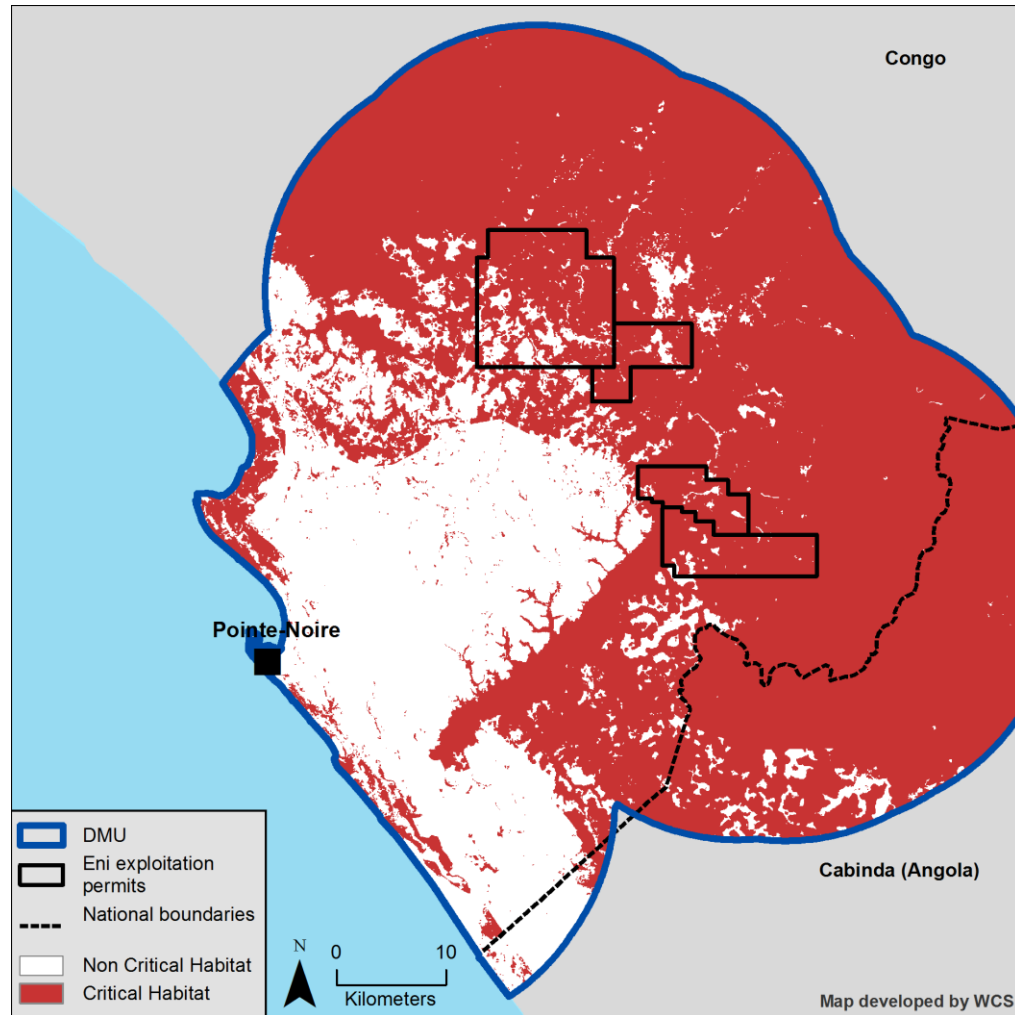 Congo
Pointe-Noire
DMU
Eni exploitation
permits
National boundaries
Non Critical Habitat
Critical Habitat
N
0 10
Kilometers
Cabinda (Angola)
Map developed by WCS